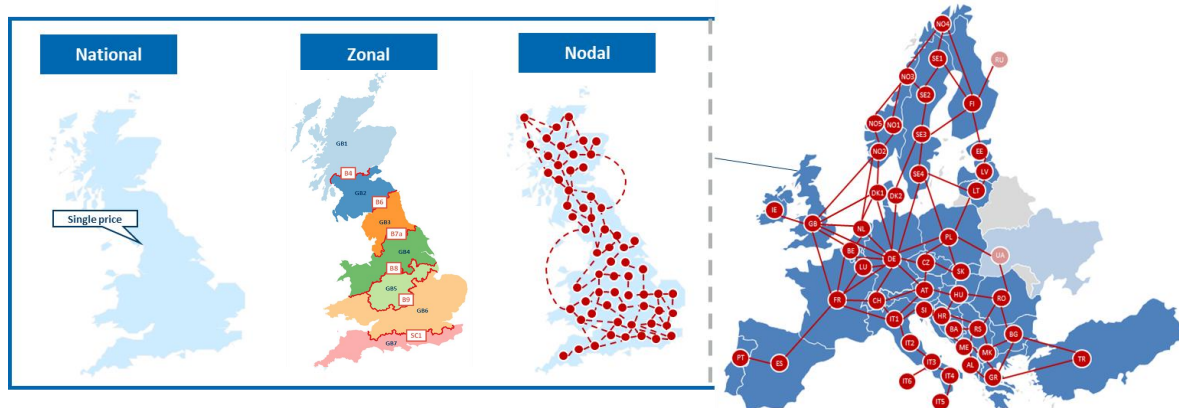 National
Zonal
Nodal
Single price
GB1
B4
GB2
B6
GB3
B7a
GB4
B8
GB5
B9
GB6
SC1
GB7
NO4
SE1
RU
NO3
SE2
FI
NO5
NO1
SE3
NO2
EE
SE4
LV
DK1
DK2
LT
IE
GB
NL
PL
BE
DE
CZ
UA
LU
SK
FR
CH
AT
HU
RO
SI
HR
IT1
BA
RS
BG
IT2
ME
MK
PT
ES
IT3
AL
TR
IT6
IT4
GR
IT5